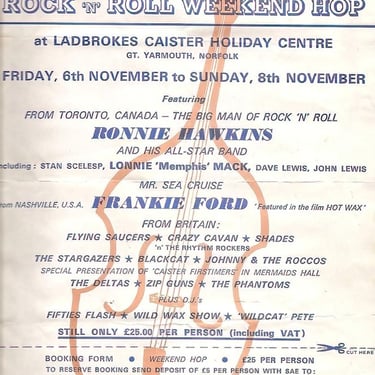 ROCK 'N' ROLL WEEKEND HOP
at LADBROKES CAISTER HOLIDAY CENTRE
GT. YARMOUTH, NORFOLK
FRIDAY, 6th NOVEMBER to SUNDAY, 8th NOVEMBER
Featuring
FROM TORONTO, CANADA — THE BIG MAN OF ROCK 'N' ROLL
RONNIE HAWKINS
AND HIS ALL-STAR BAND
including : STAN SCELESP, LONNIE 'Memphis' MACK, DAVE LEWIS, JOHN LEWIS
MR. SEA CRUISE
from NASHVILLE, U.S.A. FRANKIE FORD "Featured in the film HOT WAX"
FROM BRITAIN:
FLYING SAUCERS ★ CRAZY CAVAN ★ SHADES
'n' THE RHYTHM ROCKERS
THE STARGAZERS ★ BLACKCAT ★ JOHNNY & THE ROCCOS
SPECIAL PRESENTATION OF 'CAISTER FIRSTIMERS IN MERMAIDS HALL
THE DELTAS ★ ZIP GUNS ★ THE PHANTOMS
PLUS DJ's
FIFTIES FLASH ★ WILD WAX SHOW ★ 'WILDCAT' PETE
STILL ONLY £25.00 PER PERSON (including VAT)
CUT HERE
BOOKING FORM • WEEKEND HOP • £25 PER PERSON
TO RESERVE BOOKING SEND DEPOSIT OF £5 PER PERSON WITH SAE TO: